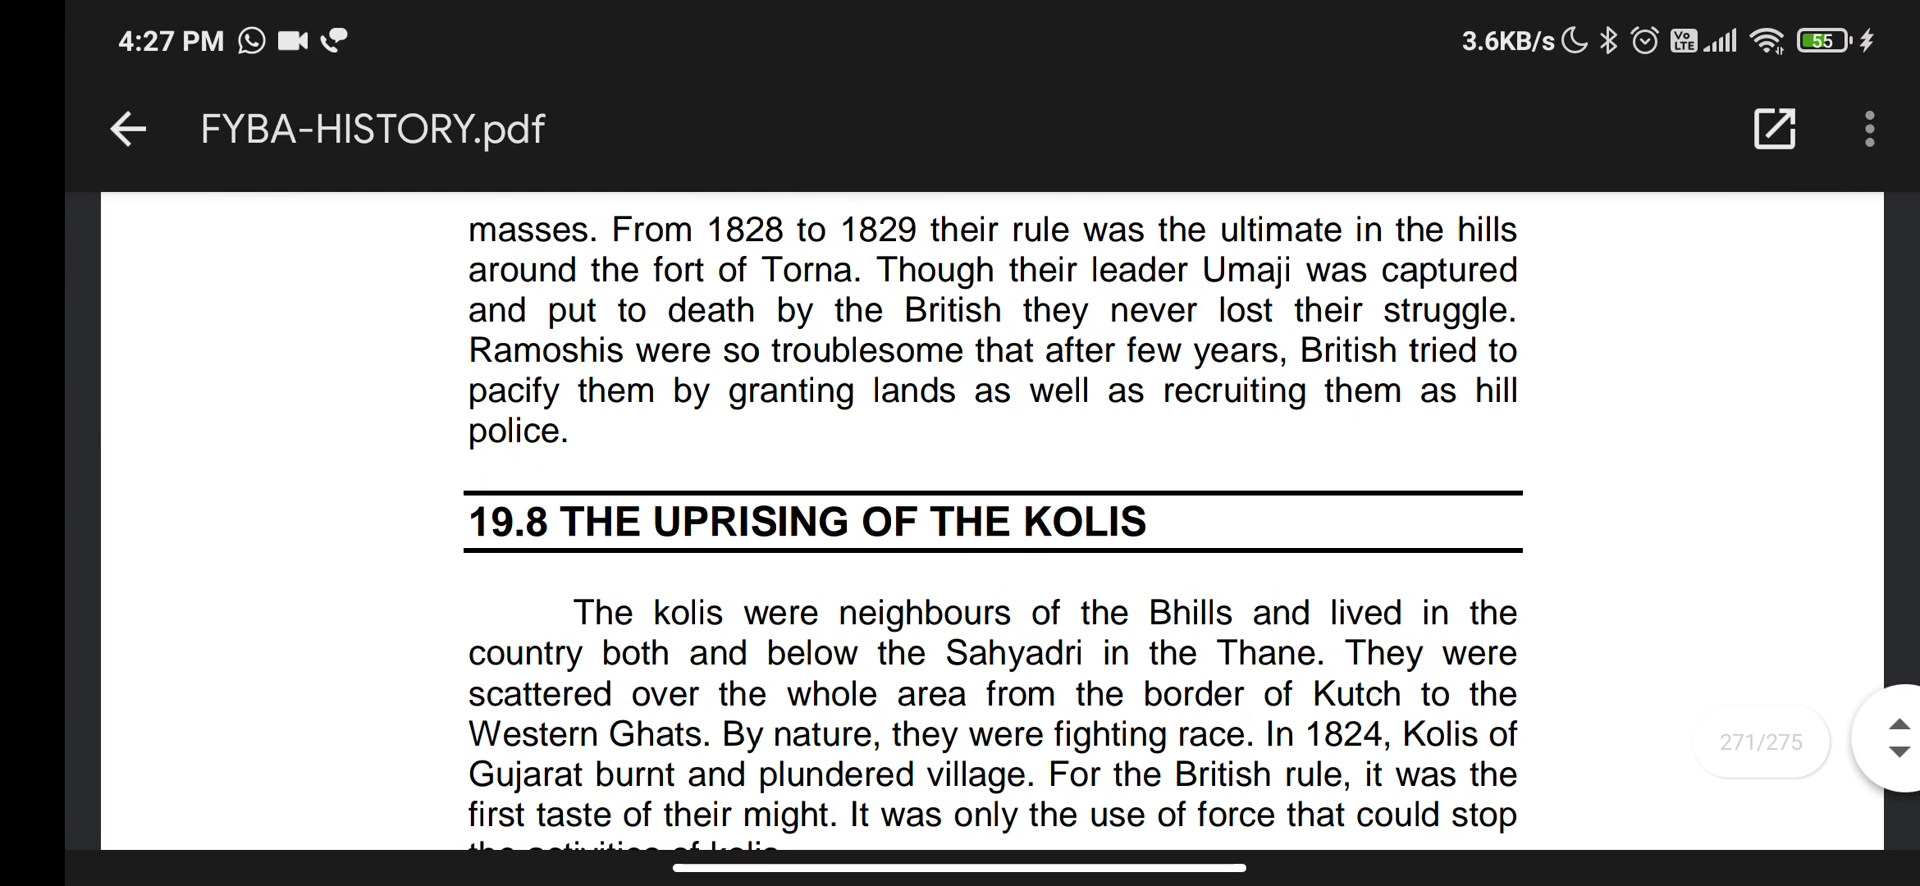 4:27 PM
3.6KB/s
Vo LTE
55
FYBA-HISTORY.pdf
masses. From 1828 to 1829 their rule was the ultimate in the hills
around the fort of Torna. Though their leader Umaji was captured
and put to death by the British they never lost their struggle.
Ramoshis were so troublesome that after few years, British tried to
pacify them by granting lands as well as recruiting them as hill
police.
19.8 THE UPRISING OF THE KOLIS
The kolis were neighbours of the Bhills and lived in the
country both and below the Sahyadri in the Thane. They were
scattered over the whole area from the border of Kutch to the
Western Ghats. By nature, they were fighting race. In 1824, Kolis of
Gujarat burnt and plundered village. For the British rule, it was the
first taste of their might. It was only the use of force that could stop
the activities of kolis
271/275